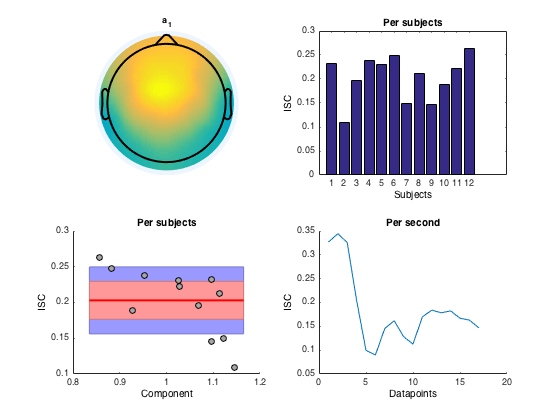 a1
Per subjects
0.3
0.25
0.2
0.15
0.1
0.05
0
ISC
1 2 3 4 5 6 7 8 9 10 11 12
Subjects
Per subjects
0.3
0.25
0.2
0.15
0.1
ISC
0.8 0.9 1 1.1 1.2
Component
Per second
0.35
0.3
0.25
0.2
0.15
0.1
0.05
ISC
0 5 10 15 20
Datapoints